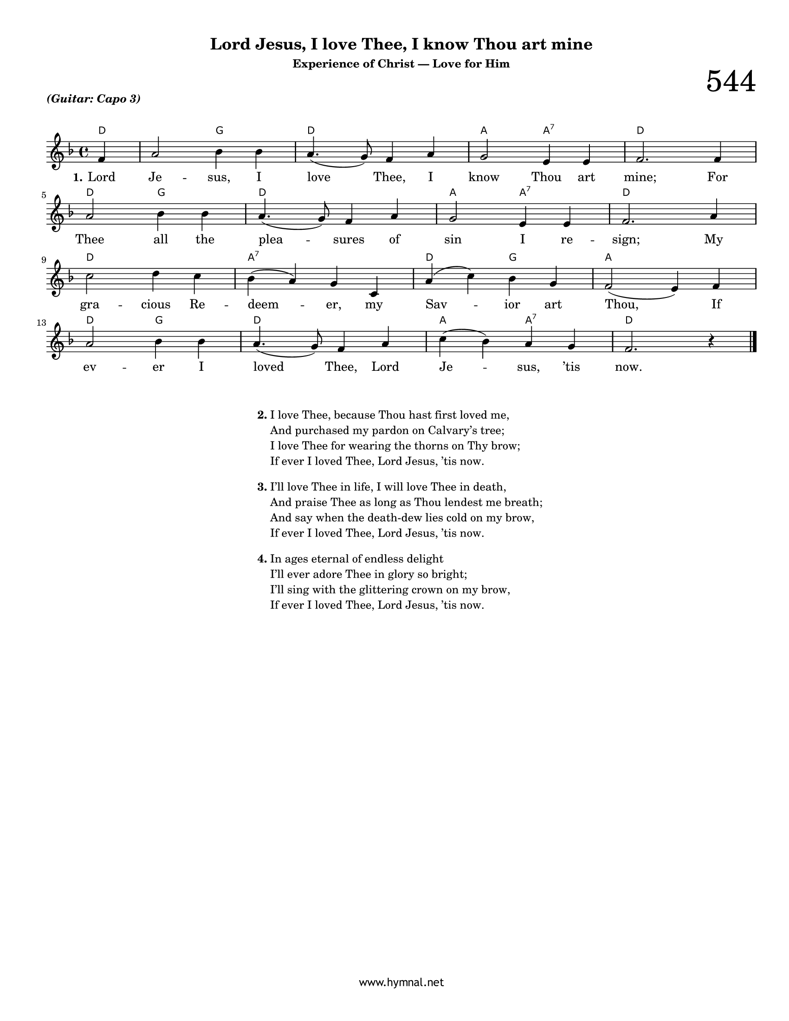 Lord Jesus, I love Thee, I know Thou art mine
Experience of Christ — Love for Him
544
(Guitar: Capo 3)
D G D A A7 D
1. Lord Je - sus, I love Thee, I know Thou art mine; For
5 D G D A A7 D
Thee all the plea - sures of sin I re - sign; My
9 D A7 D G A
gra - cious Re - deem - er, my Sav - ior art Thou, If
13 D G D A A7 D
ev - er I loved Thee, Lord Je - sus, ’tis now.
2. I love Thee, because Thou hast first loved me,
And purchased my pardon on Calvary’s tree;
I love Thee for wearing the thorns on Thy brow;
If ever I loved Thee, Lord Jesus, ’tis now.
3. I’ll love Thee in life, I will love Thee in death,
And praise Thee as long as Thou lendest me breath;
And say when the death-dew lies cold on my brow,
If ever I loved Thee, Lord Jesus, ’tis now.
4. In ages eternal of endless delight
I’ll ever adore Thee in glory so bright;
I’ll sing with the glittering crown on my brow,
If ever I loved Thee, Lord Jesus, ’tis now.
www.hymnal.net